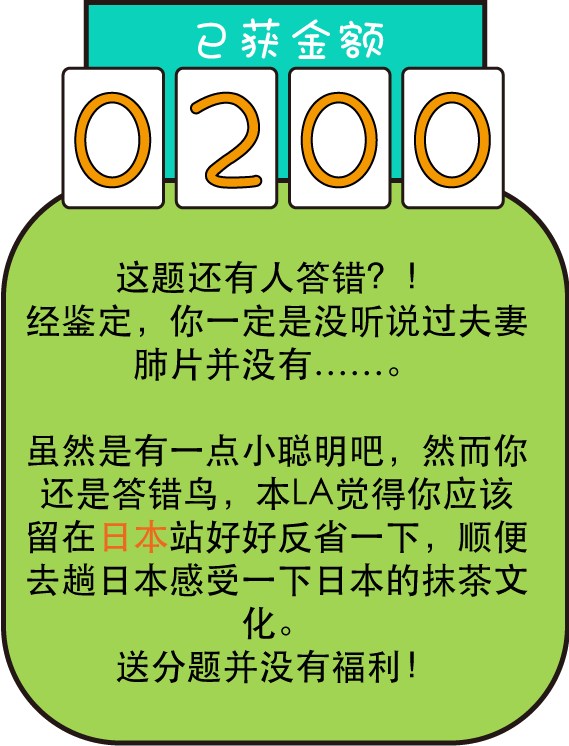 已获金额
0200
这题还有人答错？！
经鉴定，你一定是没听说过夫妻
肺片并没有……。
虽然是有一点小聪明吧，然而你
还是答错鸟，本LA觉得你应该
留在日本站好好反省一下，顺便
去趟日本感受一下日本的抹茶文
化。
送分题并没有福利！